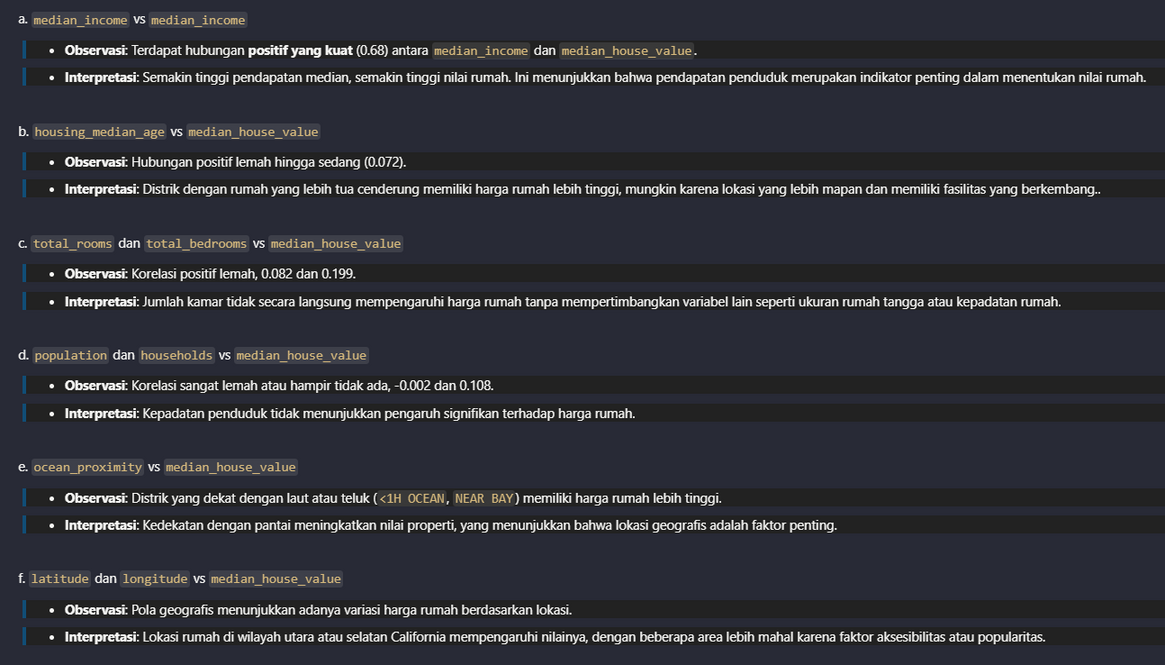 a. median_income vs median_income
• Observasi: Terdapat hubungan positif yang kuat (0.68) antara median_income dan median_house_value.
• Interpretasi: Semakin tinggi pendapatan median, semakin tinggi nilai rumah. Ini menunjukkan bahwa pendapatan penduduk merupakan indikator penting dalam menentukan nilai rumah.
b. housing_median_age vs median_house_value
• Observasi: Hubungan positif lemah hingga sedang (0.072).
• Interpretasi: Distrik dengan rumah yang lebih tua cenderung memiliki harga rumah lebih tinggi, mungkin karena lokasi yang lebih mapan dan memiliki fasilitas yang berkembang..
c. total_rooms dan total_bedrooms vs median_house_value
• Observasi: Korelasi positif lemah, 0.082 dan 0.199.
• Interpretasi: Jumlah kamar tidak secara langsung mempengaruhi harga rumah tanpa mempertimbangkan variabel lain seperti ukuran rumah tangga atau kepadatan rumah.
d. population dan households vs median_house_value
• Observasi: Korelasi sangat lemah atau hampir tidak ada, -0.002 dan 0.108.
• Interpretasi: Kepadatan penduduk tidak menunjukkan pengaruh signifikan terhadap harga rumah.
e. ocean_proximity vs median_house_value
• Observasi: Distrik yang dekat dengan laut atau teluk (<1H OCEAN, NEAR BAY) memiliki harga rumah lebih tinggi.
• Interpretasi: Kedekatan dengan pantai meningkatkan nilai properti, yang menunjukkan bahwa lokasi geografis adalah faktor penting.
f. latitude dan longitude vs median_house_value
• Observasi: Pola geografis menunjukkan adanya variasi harga rumah berdasarkan lokasi.
• Interpretasi: Lokasi rumah di wilayah utara atau selatan California mempengaruhi nilainya, dengan beberapa area lebih mahal karena faktor aksesibilitas atau popularitas.